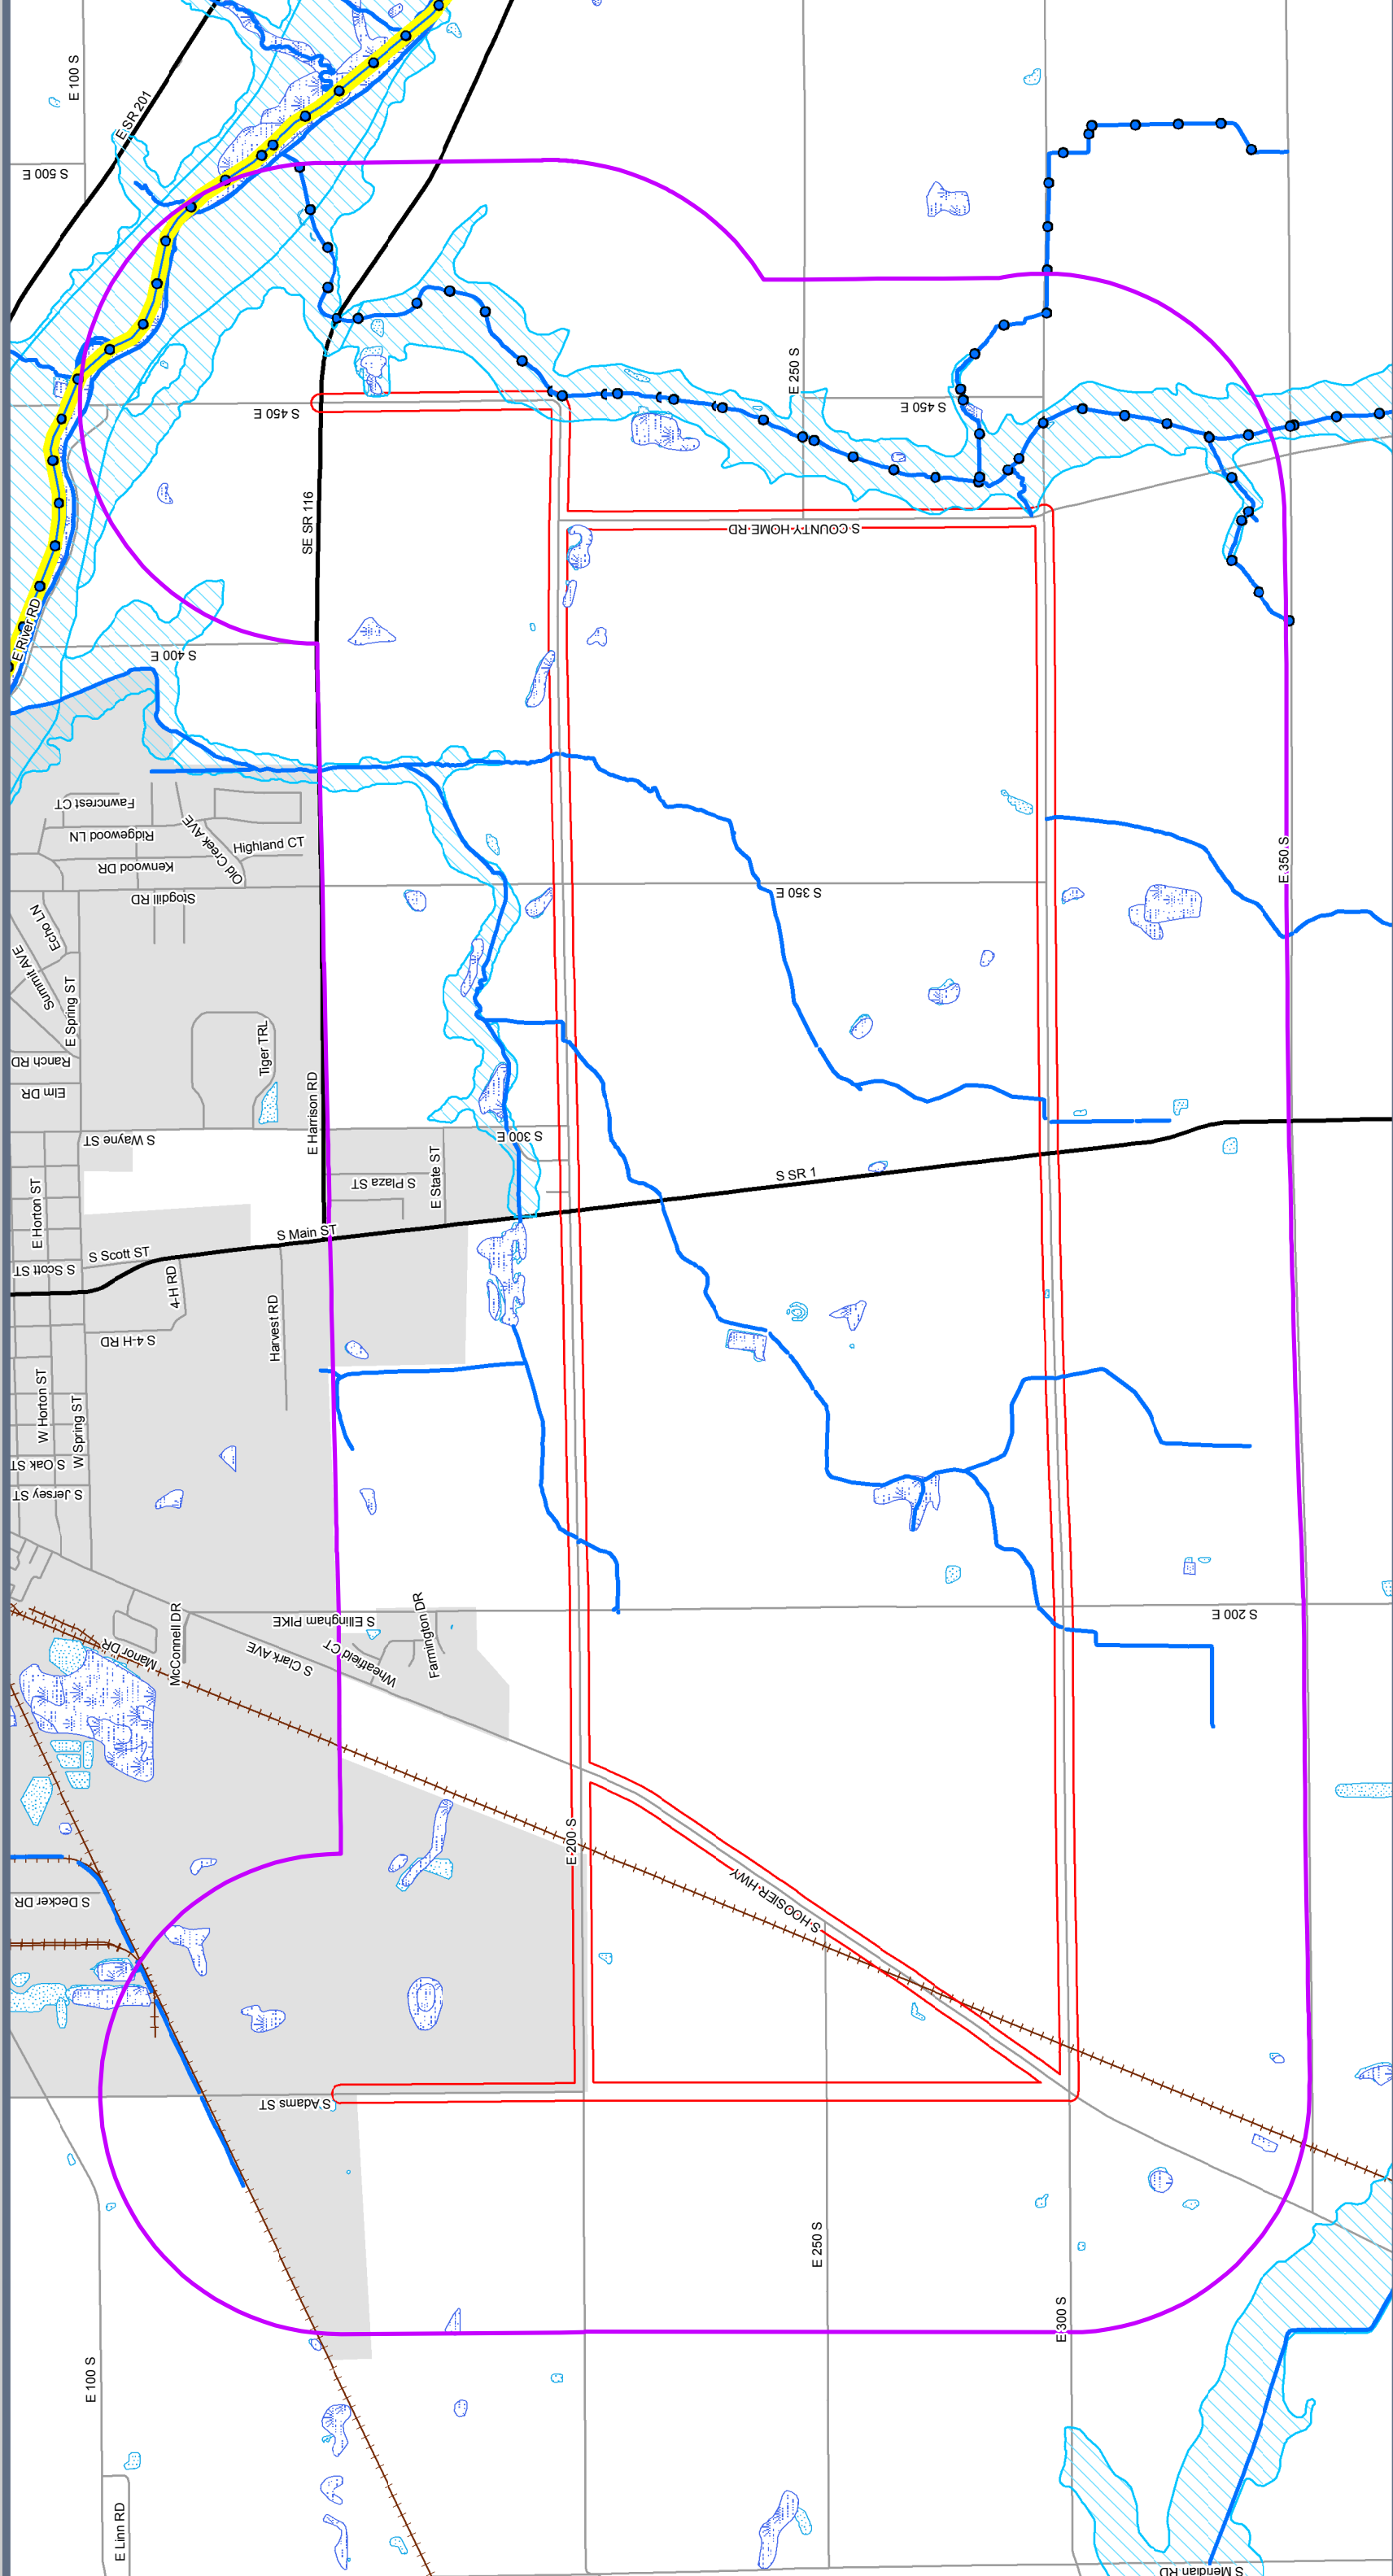 E 100 S
E SR 201
S 500 E
E 250 S
S 450 E
S 450 E
SE SR 116
S COUNTY HOME RD
E River RD
S 400 E
Fawncrest CT
Ridgewood LN
Old Creek AVE
Highland CT
Kenwood DR
Stogdill RD
E 350 S
S 350 E
Echo LN
Summit AVE
E Spring ST
Ranch RD
Tiger TRL
Elm DR
E Harrison RD
S Wayne ST
S 300 E
E State ST
S Plaza ST
S SR 1
E Horton ST
S Main ST
S Scott ST
S Scott ST
4-H RD
S 4-H RD
Harvest RD
W Horton ST
W Spring ST
S Oak ST
S Jersey ST
S Ellingham PIKE
S 200 E
Farmington DR
McConnell DR
Manor DR
S Clark AVE
Wheatfield CT
E 200 S
S Decker DR
S HOOSIER HWY
S Adams ST
E 250 S
E 300 S
E 100 S
E Linn RD
S Meridian RD